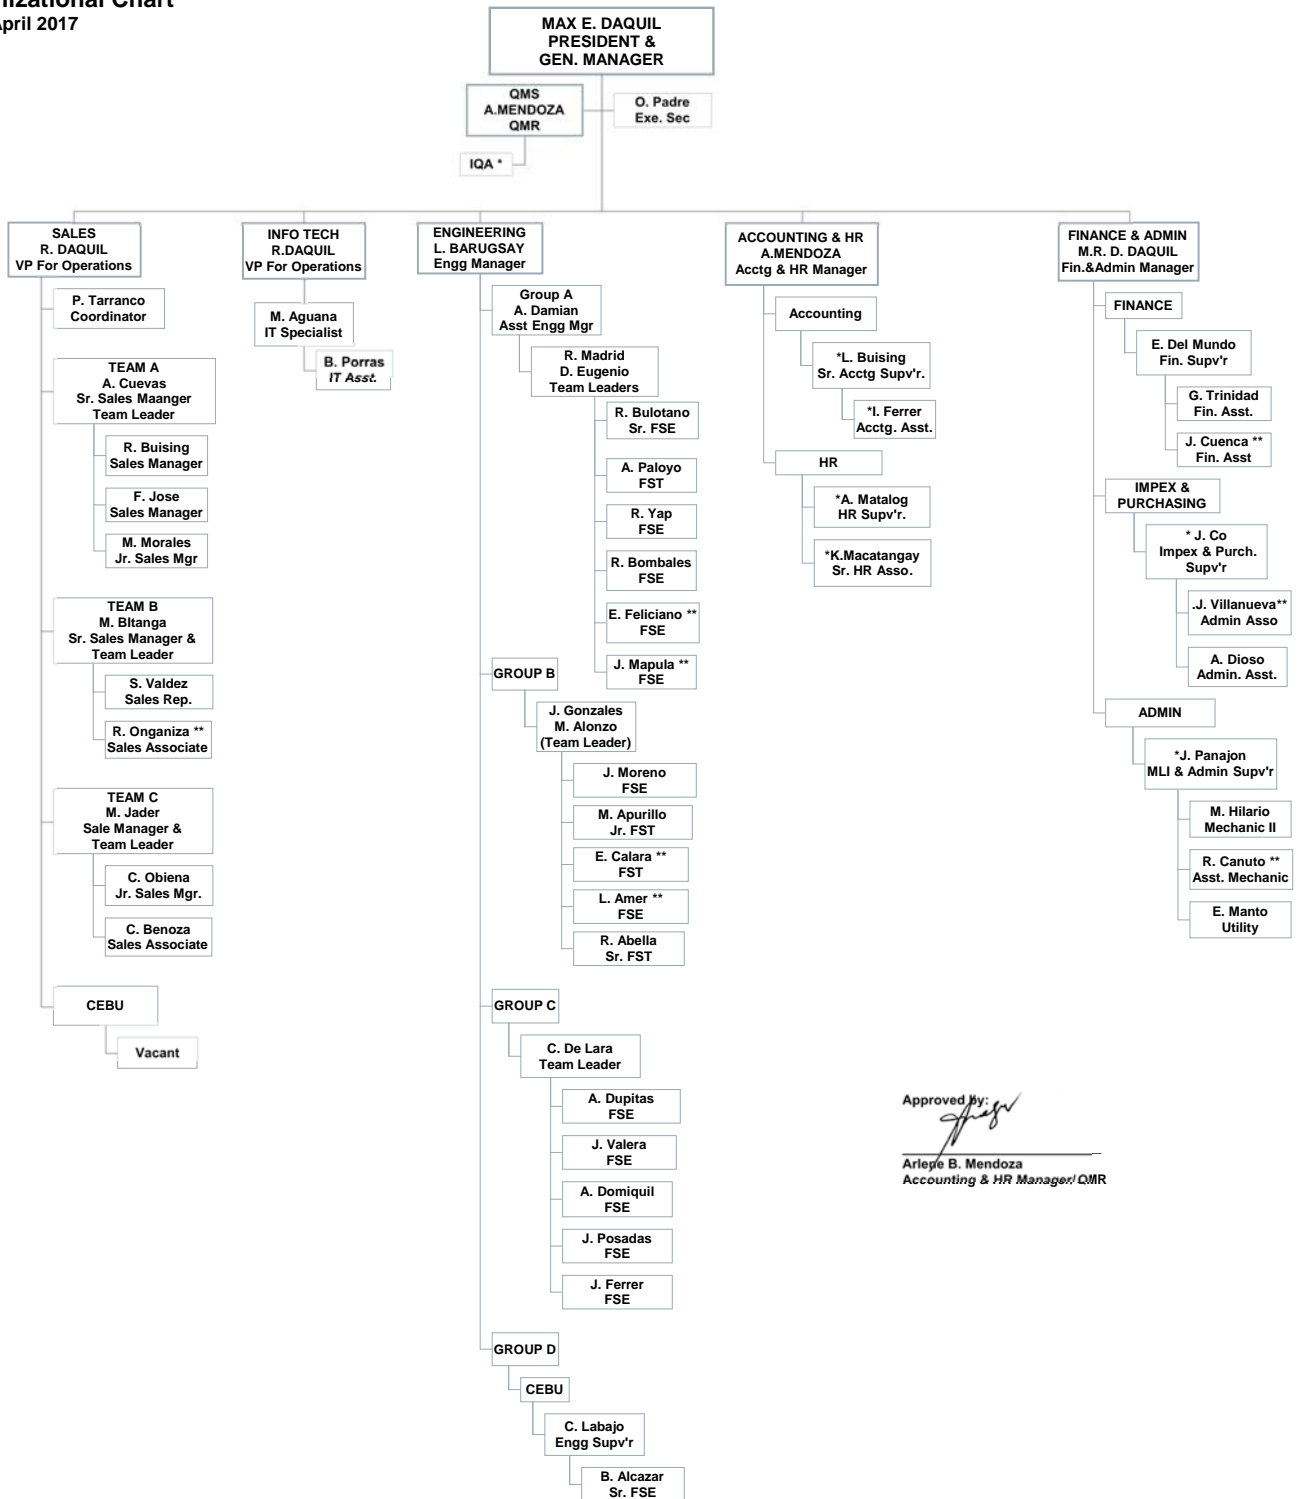 nizational Chart
April 2017
MAX E. DAQUIL
PRESIDENT &
GEN. MANAGER
QMS
A.MENDOZA
QMR
O. Padre
Exe. Sec
IQA *
SALES
R. DAQUIL
VP For Operations
P. Tarranco
Coordinator
TEAM A
A. Cuevas
Sr. Sales Maanger
Team Leader
R. Buising
Sales Manager
F. Jose
Sales Manager
M. Morales
Jr. Sales Mgr
TEAM B
M. BItanga
Sr. Sales Manager &
Team Leader
S. Valdez
Sales Rep.
R. Onganiza **
Sales Associate
TEAM C
M. Jader
Sale Manager &
Team Leader
C. Obiena
Jr. Sales Mgr.
C. Benoza
Sales Associate
CEBU
Vacant
INFO TECH
R.DAQUIL
VP For Operations
M. Aguana
IT Specialist
B. Porras
IT Asst.
ENGINEERING
L. BARUGSAY
Engg Manager
Group A
A. Damian
Asst Engg Mgr
R. Madrid
D. Eugenio
Team Leaders
R. Bulotano
Sr. FSE
A. Paloyo
FST
R. Yap
FSE
R. Bombales
FSE
E. Feliciano **
FSE
J. Mapula **
FSE
GROUP B
J. Gonzales
M. Alonzo
(Team Leader)
J. Moreno
FSE
M. Apurillo
Jr. FST
E. Calara **
FST
L. Amer **
FSE
R. Abella
Sr. FST
GROUP C
C. De Lara
Team Leader
A. Dupitas
FSE
J. Valera
FSE
A. Domiquil
FSE
J. Posadas
FSE
J. Ferrer
FSE
GROUP D
CEBU
C. Labajo
Engg Supv'r
B. Alcazar
Sr. FSE
ACCOUNTING & HR
A.MENDOZA
Acctg & HR Manager
Accounting
*L. Buising
Sr. Acctg Supv'r.
*I. Ferrer
Acctg. Asst.
HR
*A. Matalog
HR Supv'r.
*K.Macatangay
Sr. HR Asso.
FINANCE & ADMIN
M.R. D. DAQUIL
Fin.&Admin Manager
FINANCE
E. Del Mundo
Fin. Supv'r
G. Trinidad
Fin. Asst.
J. Cuenca **
Fin. Asst
IMPEX &
PURCHASING
* J. Co
Impex & Purch.
Supv'r
.J. Villanueva**
Admin Asso
A. Dioso
Admin. Asst.
ADMIN
*J. Panajon
MLI & Admin Supv'r
M. Hilario
Mechanic II
R. Canuto **
Asst. Mechanic
E. Manto
Utility
Approved by:
Arlene B. Mendoza
Accounting & HR Manager/ QMR